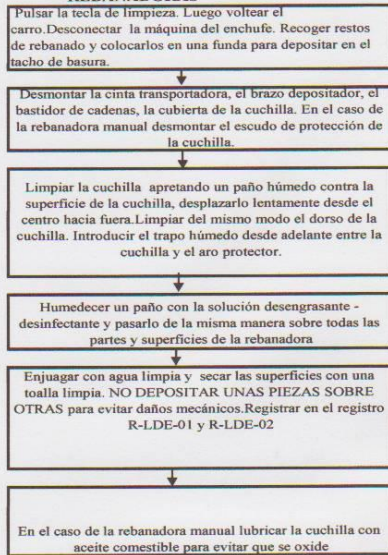 Pulsar la tecla de limpieza. Luego voltear el
carro.Desconectar la máquina del enchufe. Recoger restos
de rebanado y colocarlos en una funda para depositar en el
tacho de basura.
Desmontar la cinta transportadora, el brazo depositador, el
bastidor de cadenas, la cubierta de la cuchilla. En el caso de
la rebanadora manual desmontar el escudo de protección de
la cuchilla.
Limpiar la cuchilla apretando un paño húmedo contra la
superficie de la cuchilla, desplazarlo lentamente desde el
centro hacia fuera.Limpiar del mismo modo el dorso de la
cuchilla. Introducir el trapo húmedo desde adelante entre la
cuchilla y el aro protector.
Humedecer un paño con la solución desengrasante -
desinfectante y pasarlo de la misma manera sobre todas las
partes y superficies de la rebanadora
Enjuagar con agua limpia y secar las superficies con una
toalla limpia. NO DEPOSITAR UNAS PIEZAS SOBRE
OTRAS para evitar daños mecánicos.Registrar en el registro
R-LDE-01 y R-LDE-02
En el caso de la rebanadora manual lubricar la cuchilla con
aceite comestible para evitar que se oxide